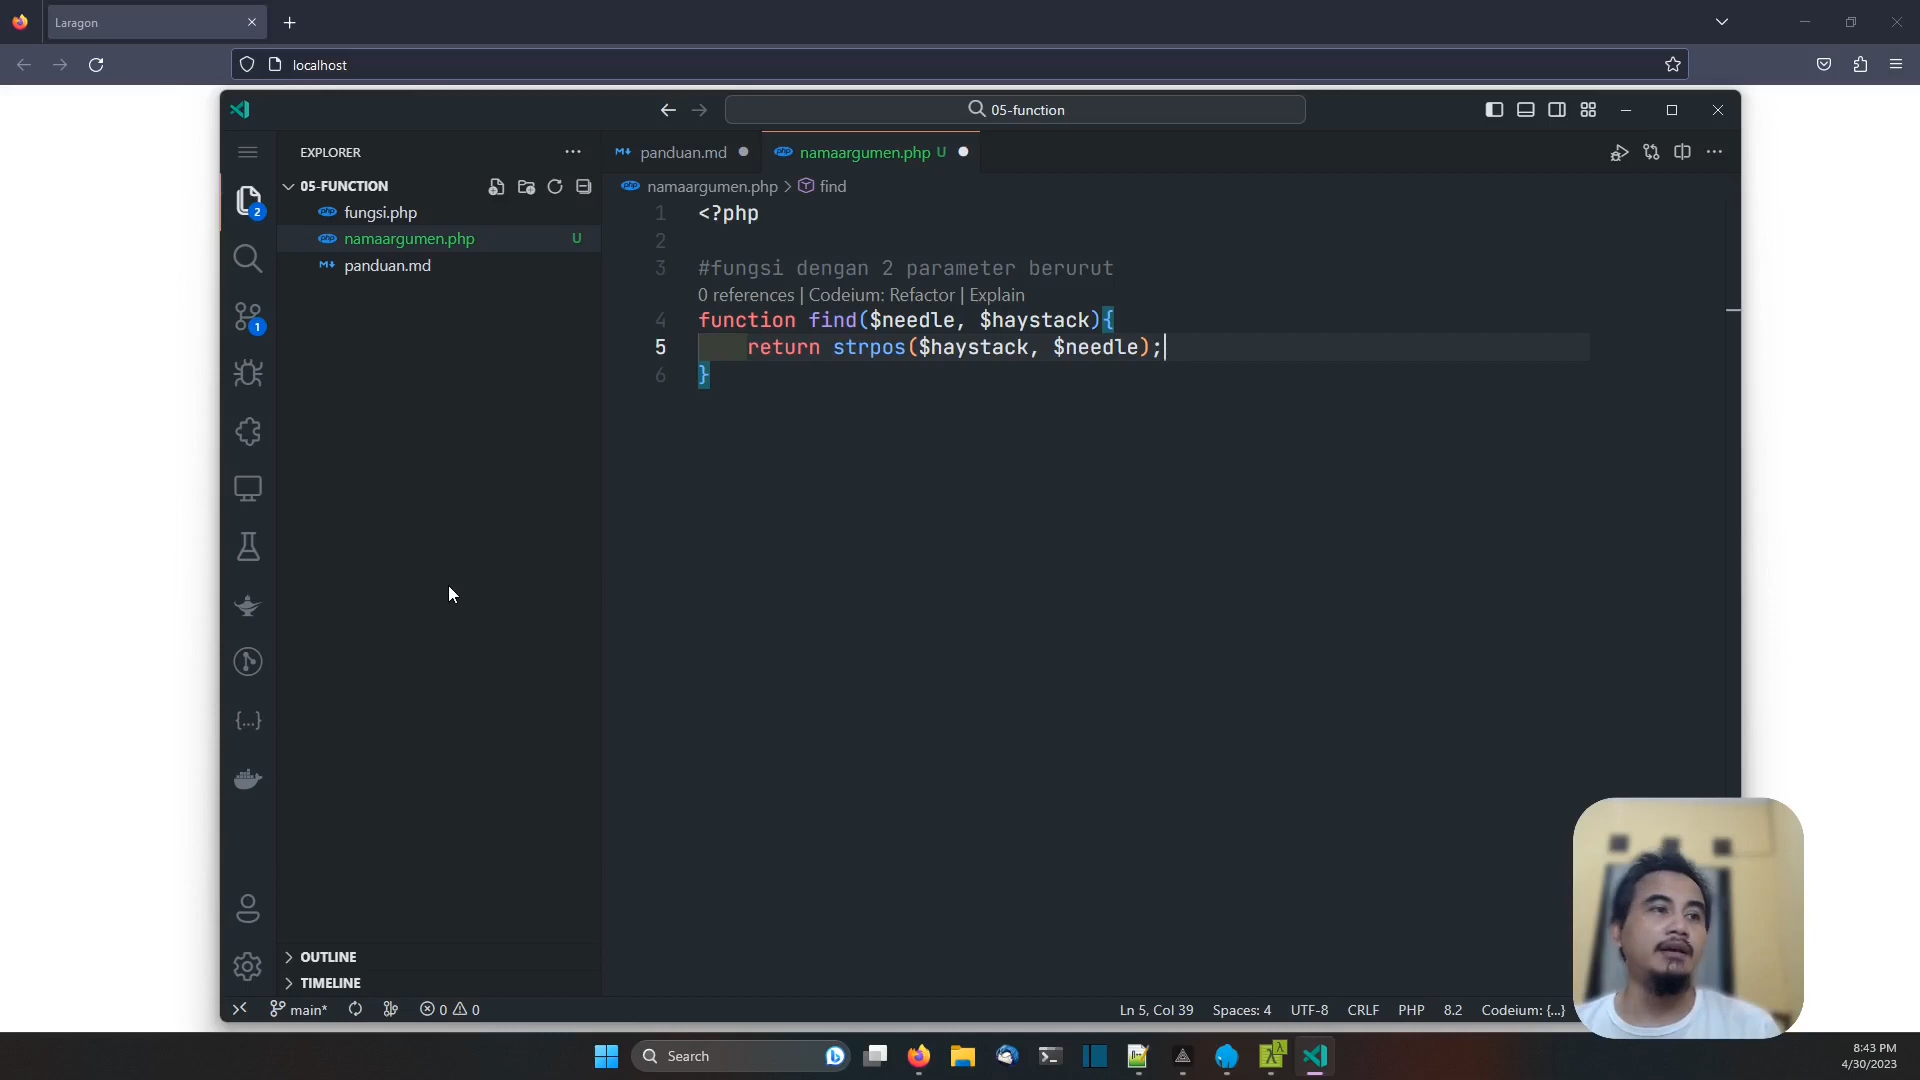 Laragon
localhost
05-function
EXPLORER
panduan.md
namaargumen.php U
05-FUNCTION
namaargumen.php > find
fungsi.php
namaargumen.php U
panduan.md
2
1
1 <?php
2
3 #fungsi dengan 2 parameter berurut
0 references | Codeium: Refactor | Explain
4 function find($needle, $haystack){
5 return strpos($haystack, $needle);
6 }
OUTLINE
TIMELINE
main*
0
0
Ln 5, Col 39
Spaces: 4
UTF-8
CRLF
PHP
8.2
Codeium: {...}
Search
8:43 PM
4/30/2023